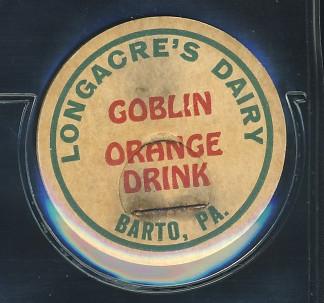 LONGACRE'S DAIRY
GOBLIN
ORANGE
DRINK
BARTO, PA.